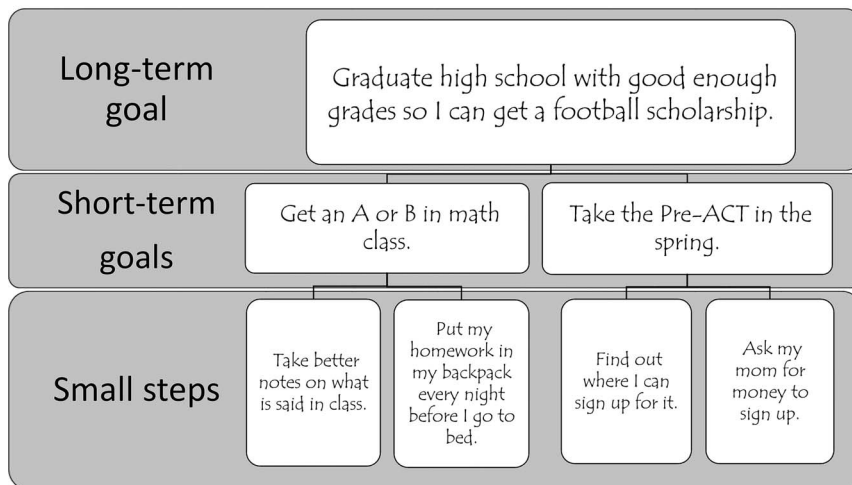 Long-term
goal
Graduate high school with good enough
grades so I can get a football scholarship.
Short-term
goals
Get an A or B in math
class.
Take the Pre-ACT in the
spring.
Small steps
Take better
notes on what
is said in class.
Put my
homework in
my backpack
every night
before I go to
bed.
Find out
where I can
sign up for it.
Ask my
mom for
money to
sign up.